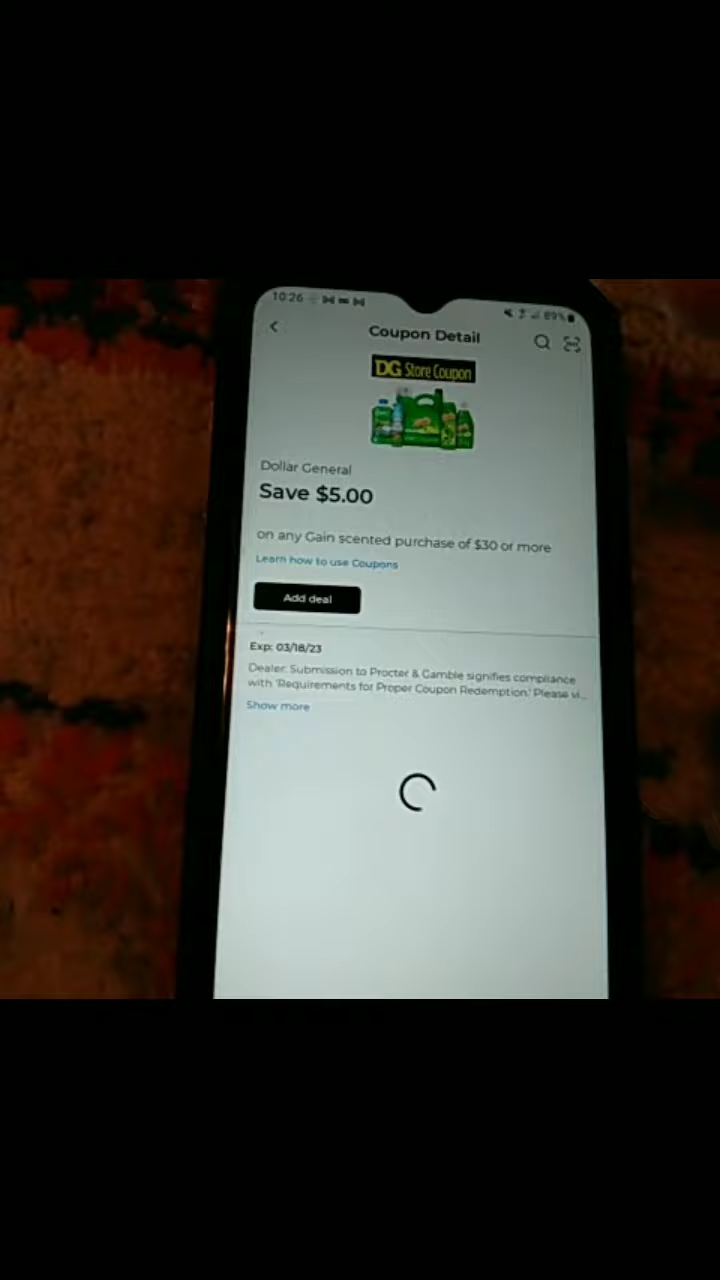 10:26
89%
Coupon Detail
DG Store Coupon
Dollar General
Save $5.00
on any Gain scented purchase of $30 or more
Learn how to use Coupons
Add deal
Exp: 03/18/23
Dealer: Submission to Procter & Gamble signifies compliance
with 'Requirements for Proper Coupon Redemption.' Please vi...
Show more